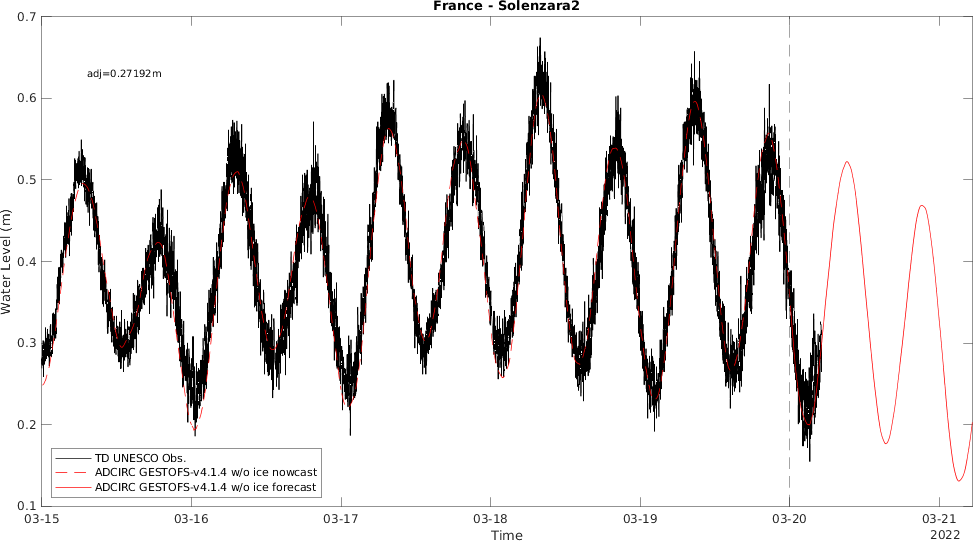 France - Solenzara2
adj=0.27192m
Water Level (m)
0.7
0.6
0.5
0.4
0.3
0.2
0.1
TD UNESCO Obs.
ADCIRC GESTOFS-v4.1.4 w/o ice nowcast
ADCIRC GESTOFS-v4.1.4 w/o ice forecast
03-15 03-16 03-17 03-18 03-19 03-20 03-21
Time
2022